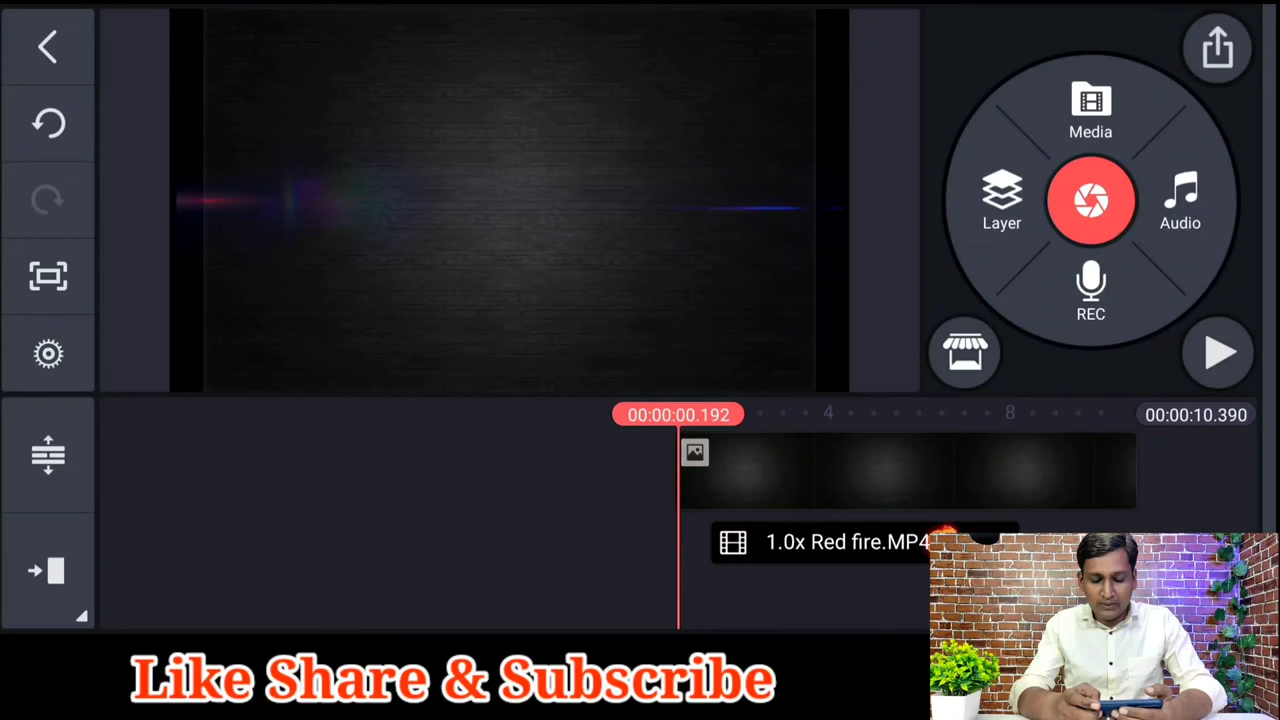 Media
Layer
Audio
REC
00:00:00.192
4
8
00:00:10.390
1.0x Red fire.MP4
Like Share & Subscribe